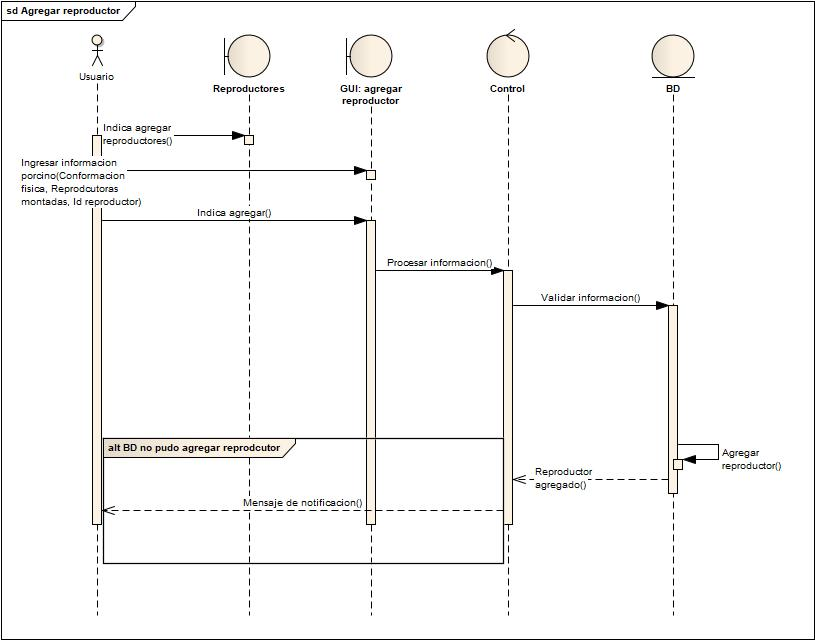 sd Agregar reproductor
Usuario
Reproductores
GUI: agregar
reproductor
Control
BD
Indica agregar
reproductores()
Ingresar informacion
porcino(Conformacion
fisica, Reprodcutoras
montadas, Id reproductor)
Indica agregar()
Procesar informacion()
Validar informacion()
alt BD no pudo agregar reprodcutor
Agregar
reproductor()
Reproductor
agregado()
Mensaje de notificacion()